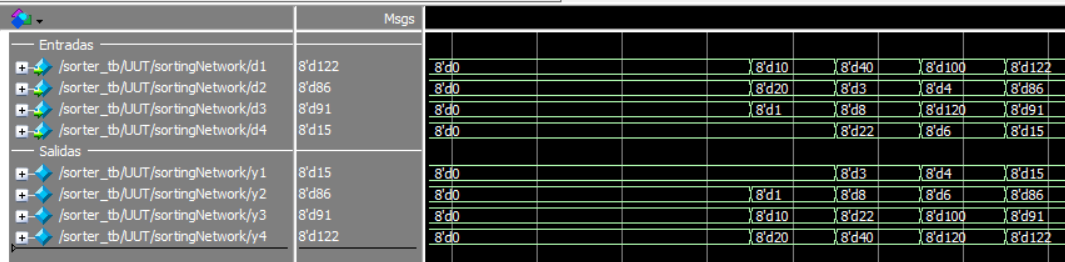 Msgs
Entradas
/sorter_tb/UUT/sortingNetwork/d1 8'd122 8'd0 8'd10 8'd40 8'd100 8'd122
/sorter_tb/UUT/sortingNetwork/d2 8'd86 8'd0 8'd20 8'd3 8'd4 8'd86
/sorter_tb/UUT/sortingNetwork/d3 8'd91 8'd0 8'd1 8'd8 8'd120 8'd91
/sorter_tb/UUT/sortingNetwork/d4 8'd15 8'd0 8'd22 8'd6 8'd15
Salidas
/sorter_tb/UUT/sortingNetwork/y1 8'd15 8'd0 8'd3 8'd4 8'd15
/sorter_tb/UUT/sortingNetwork/y2 8'd86 8'd0 8'd1 8'd8 8'd6 8'd86
/sorter_tb/UUT/sortingNetwork/y3 8'd91 8'd0 8'd10 8'd22 8'd100 8'd91
/sorter_tb/UUT/sortingNetwork/y4 8'd122 8'd0 8'd20 8'd40 8'd120 8'd122